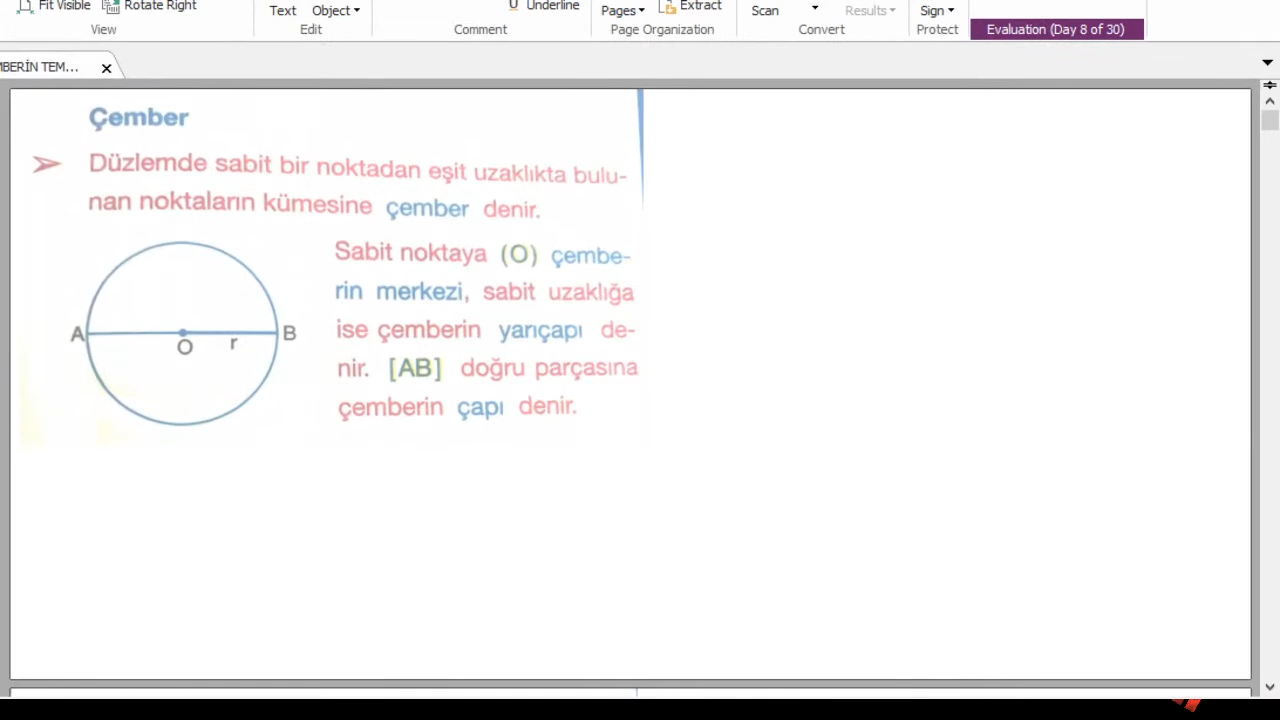 Fit Visible Rotate Right Text Object Underline Pages Extract Scan Results Sign
View Edit Comment Page Organization Convert Protect Evaluation (Day 8 of 30)
MBERİN TEM...
Çember
Düzlemde sabit bir noktadan eşit uzaklıkta bulu-
nan noktaların kümesine çember denir.
Sabit noktaya (O) çembe-
rin merkezi, sabit uzaklığa
ise çemberin yarıçapı de-
nir. [AB] doğru parçasına
çemberin çapı denir.
A O r B